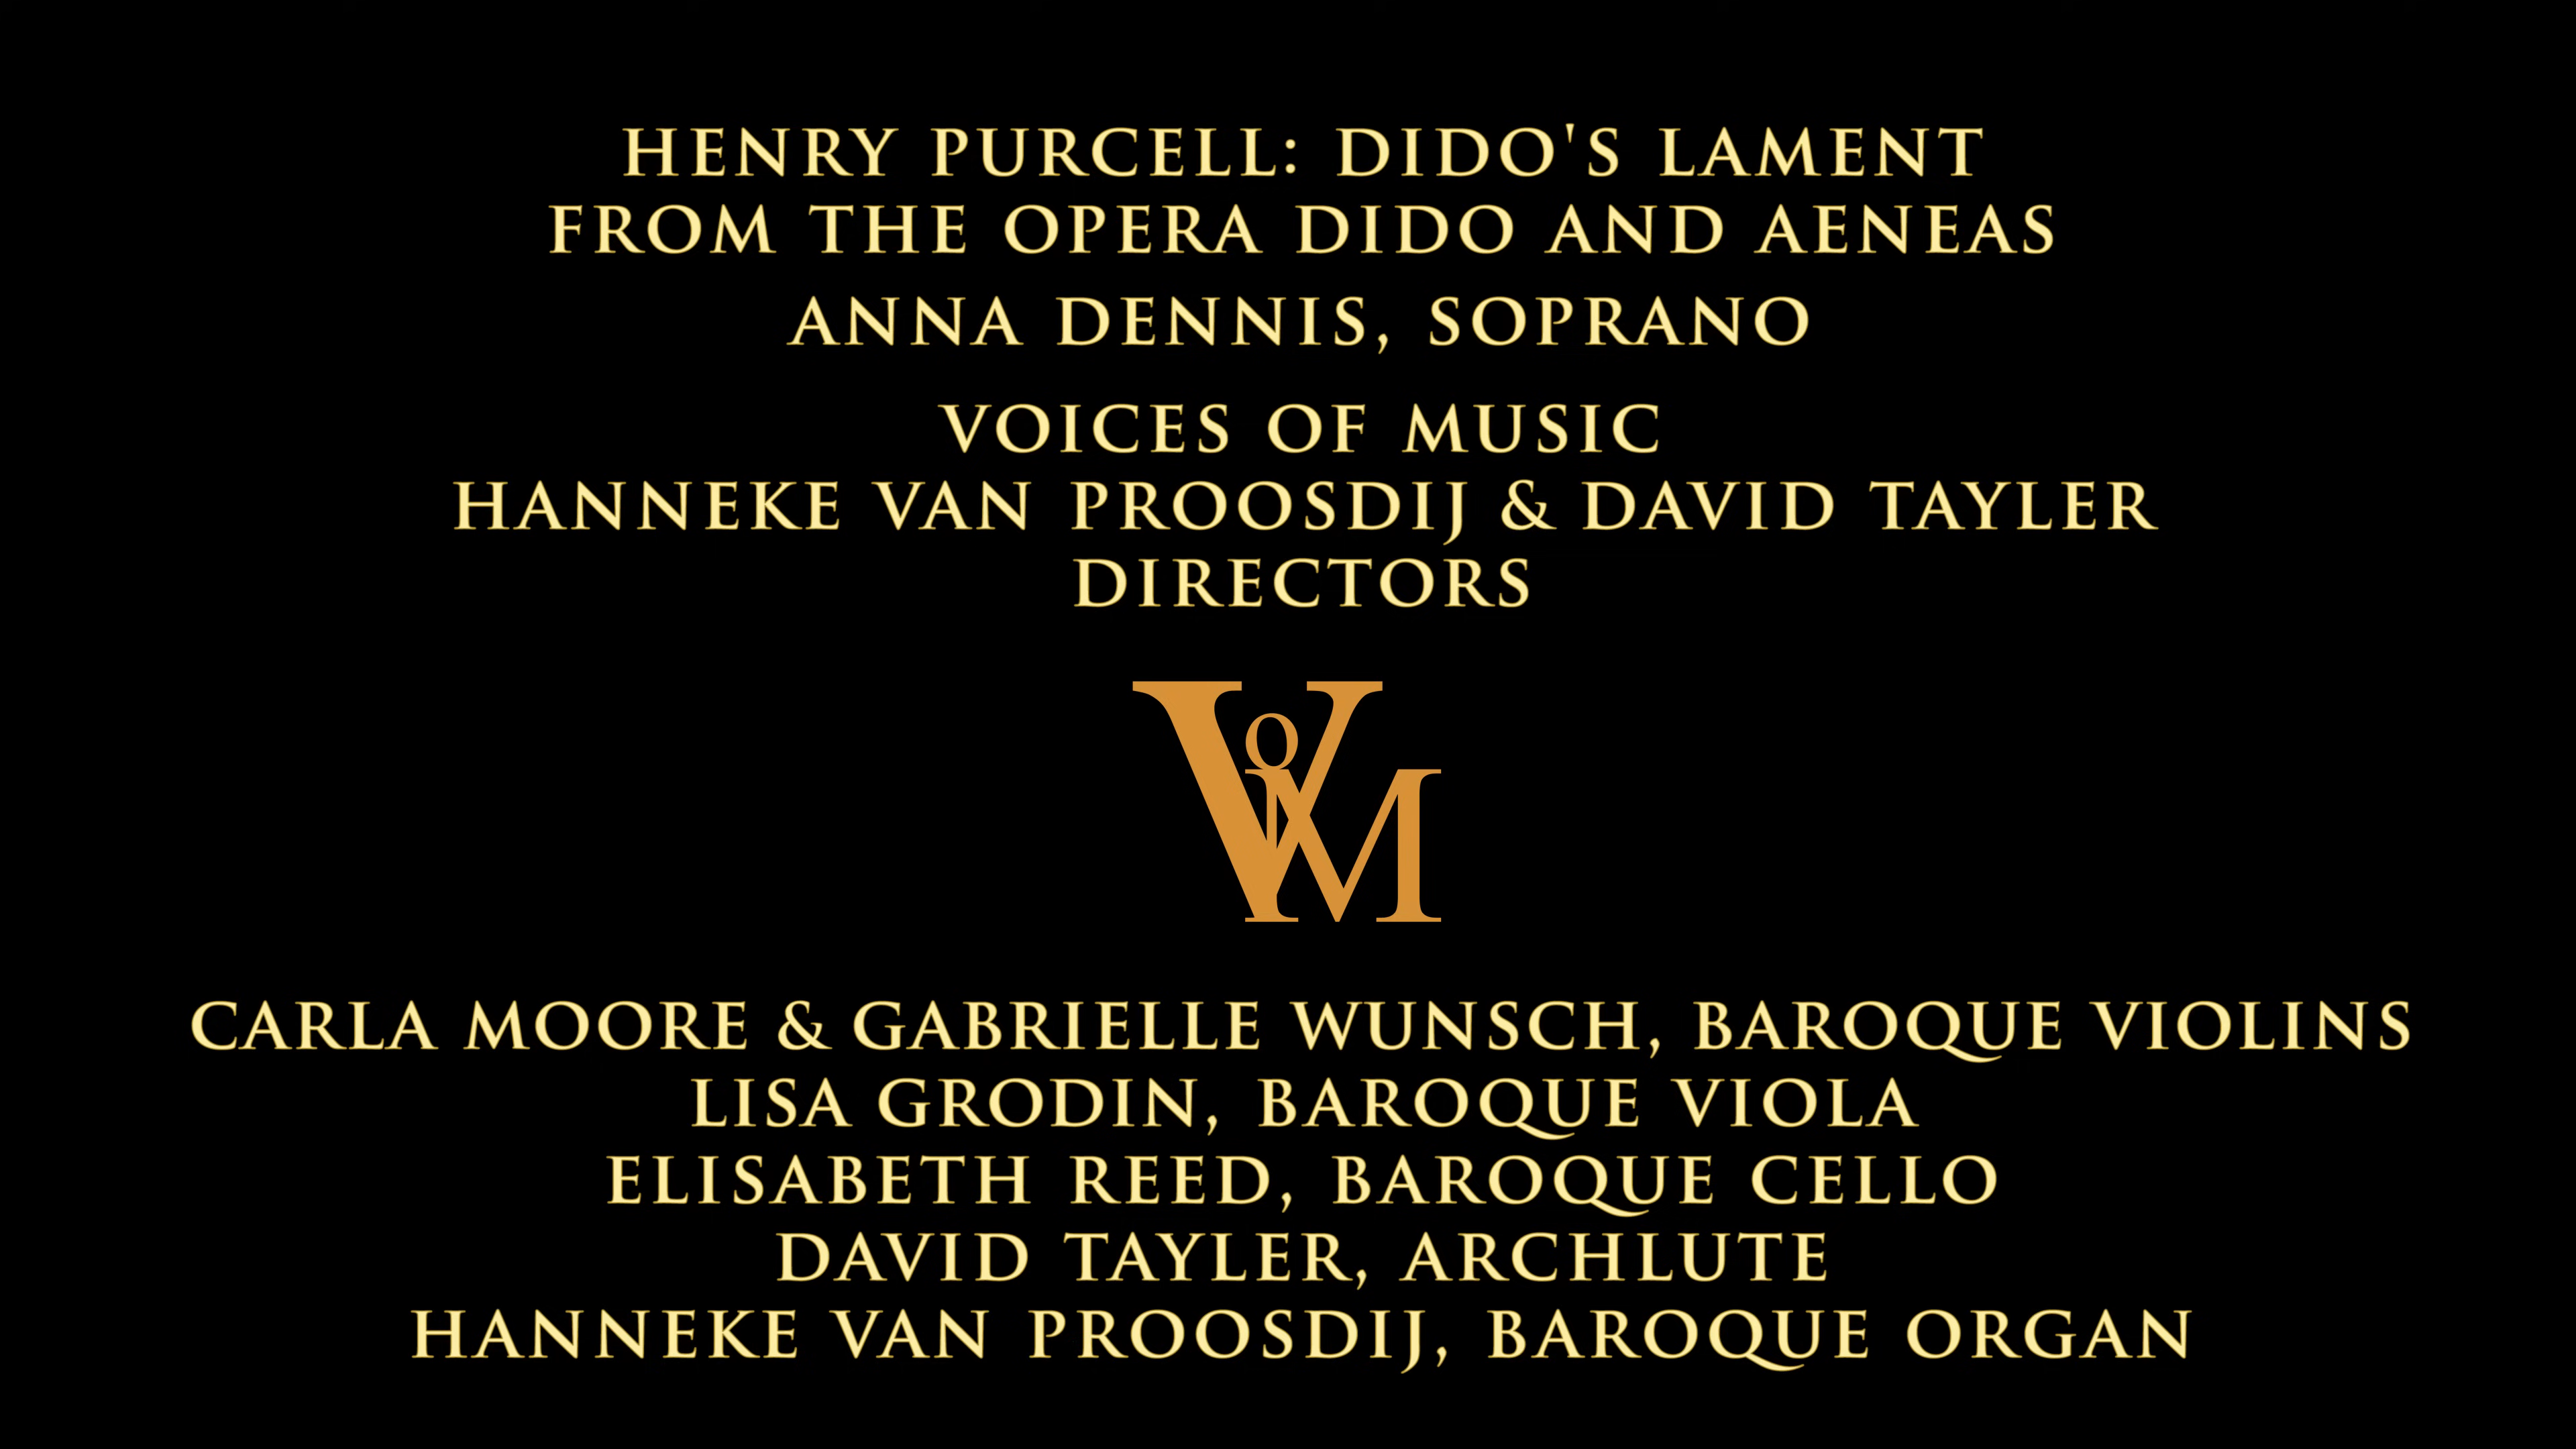 HENRY PURCELL: DIDO'S LAMENT
FROM THE OPERA DIDO AND AENEAS
ANNA DENNIS, SOPRANO
VOICES OF MUSIC
HANNEKE VAN PROOSDIJ & DAVID TAYLER
DIRECTORS
VoM
CARLA MOORE & GABRIELLE WUNSCH, BAROQUE VIOLINS
LISA GRODIN, BAROQUE VIOLA
ELISABETH REED, BAROQUE CELLO
DAVID TAYLER, ARCHLUTE
HANNEKE VAN PROOSDIJ, BAROQUE ORGAN